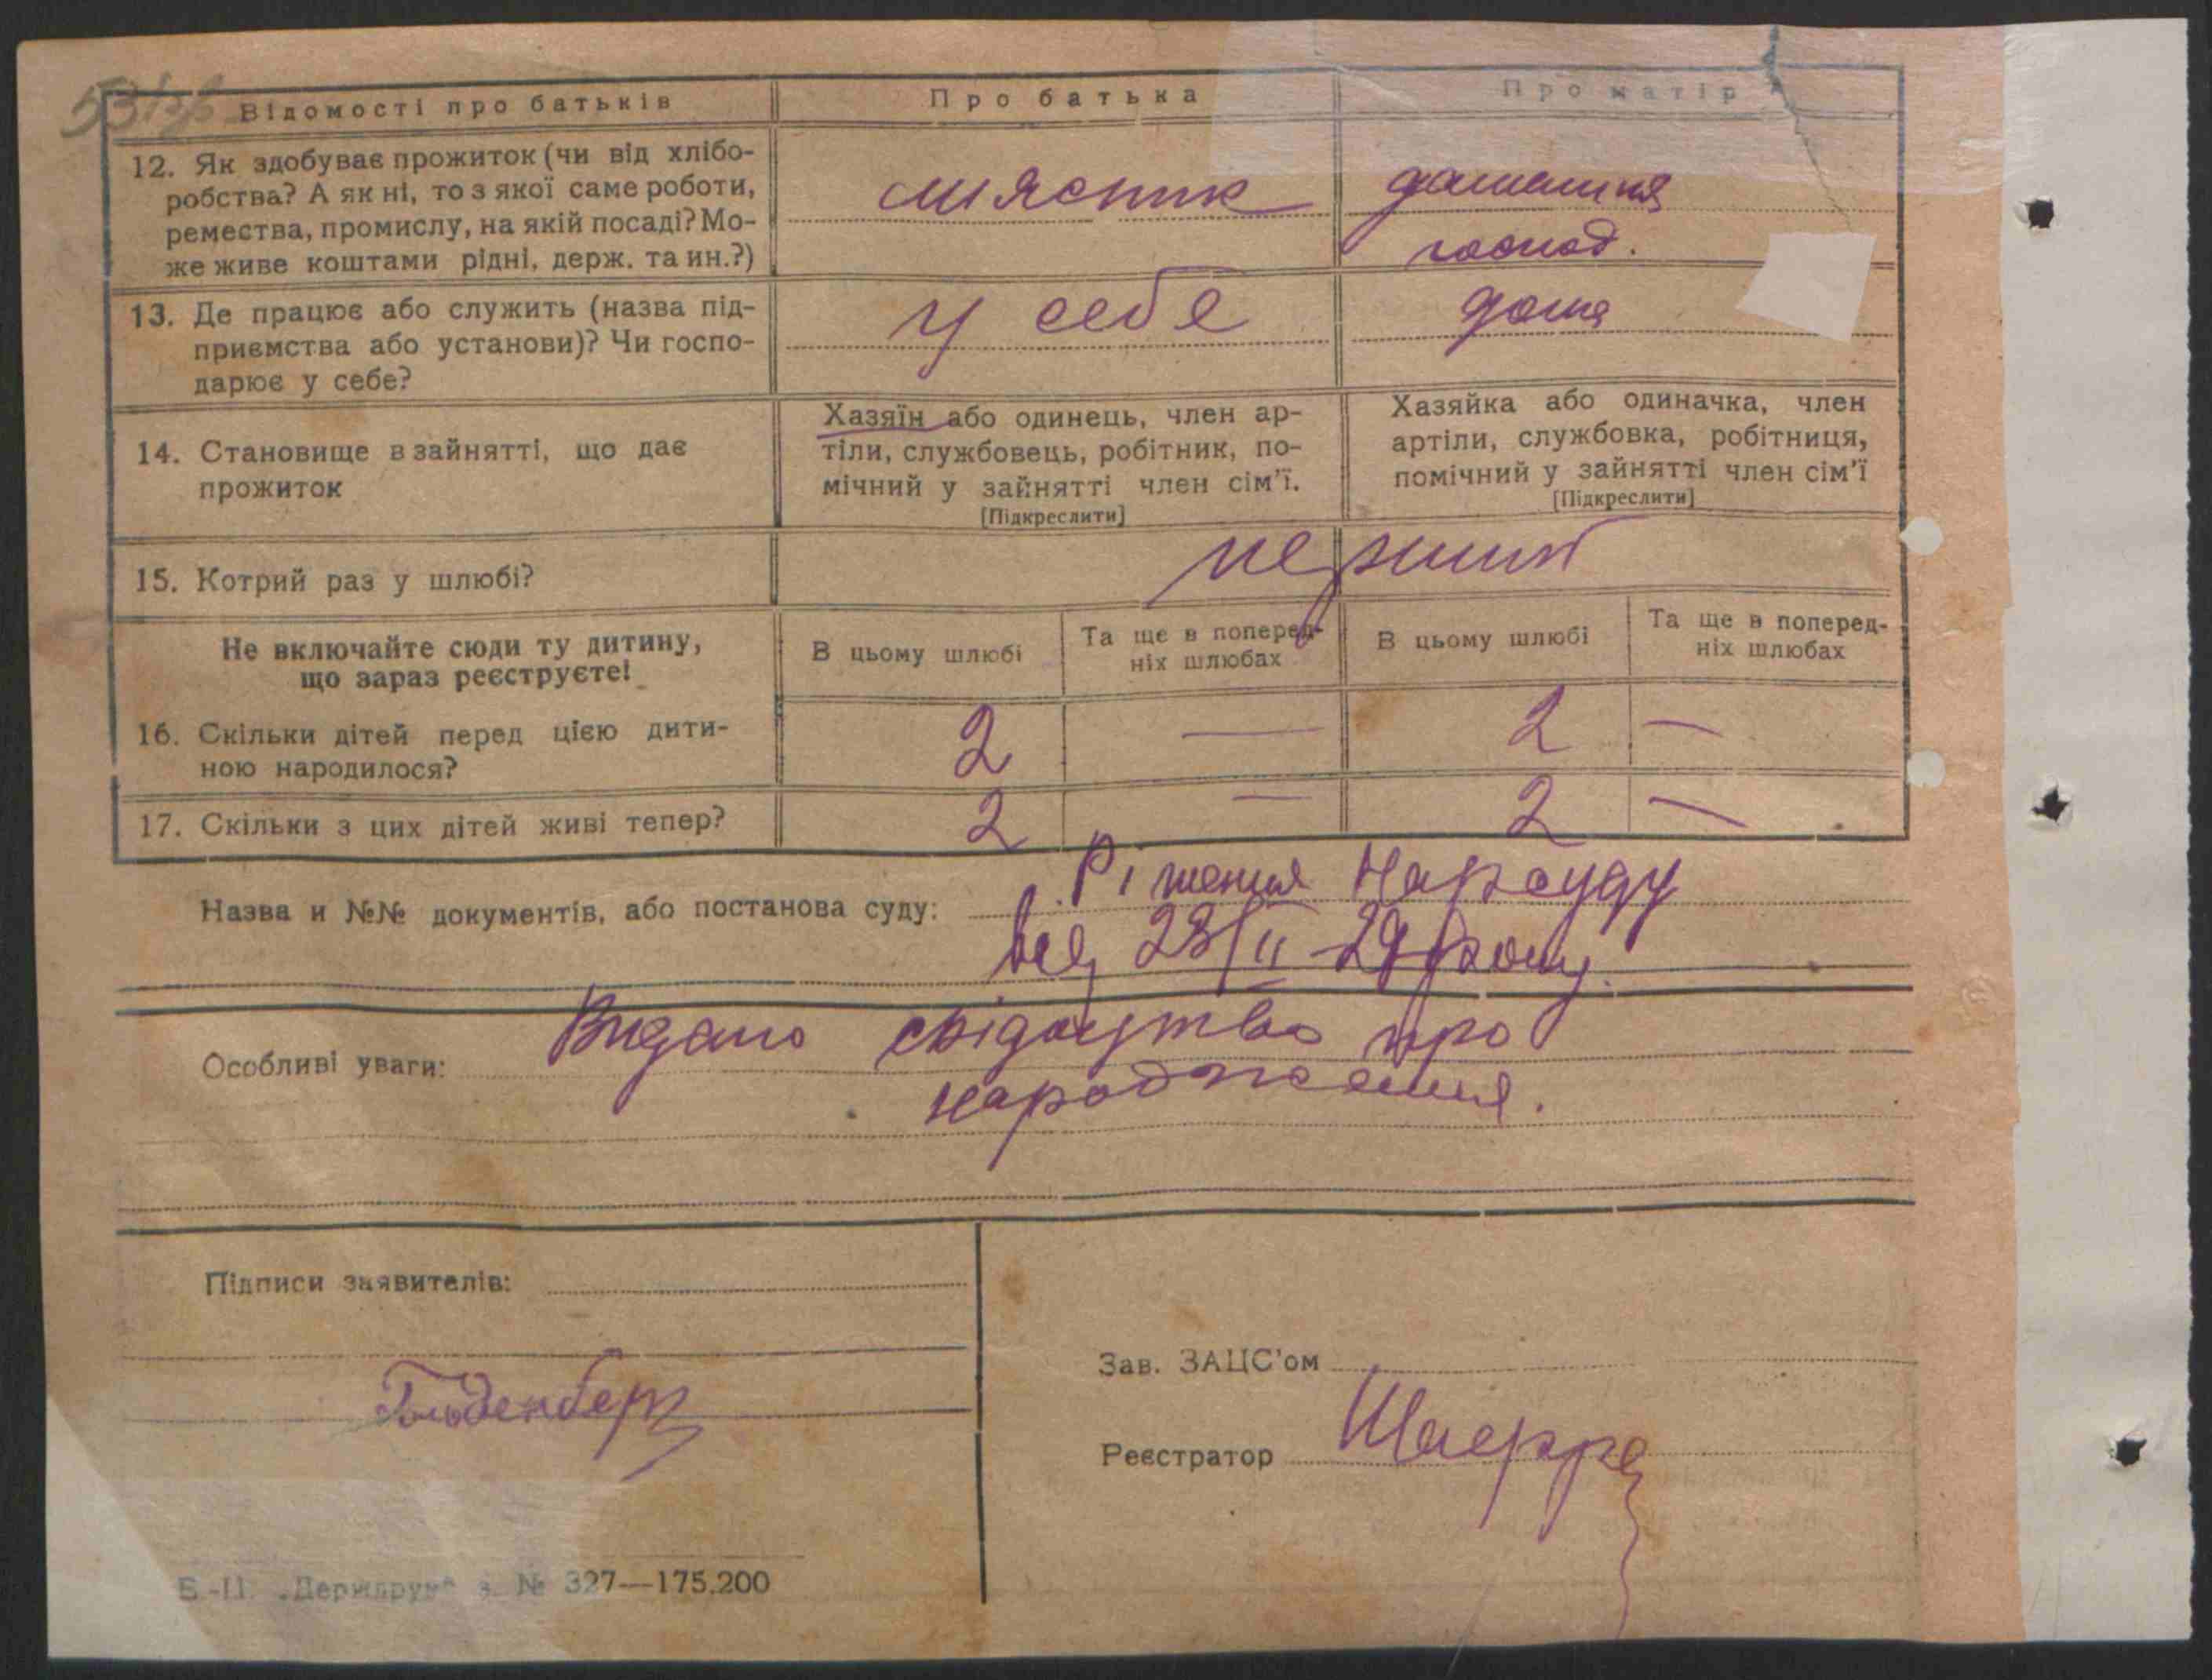 53
Відомості про батьків
Про батька
Про матір
12. Як здобуває прожиток (чи від хлібо-
робства? А як ні, то з якої саме роботи,
ремества, промислу, на якій посаді? Мо-
же живе коштами рідні, держ. та ин.?)
мʼясник
домашня
господ.
13. Де працює або служить (назва під-
приємства або установи)? Чи госпо-
дарює у себе?
у себе
дома
14. Становище в зайнятті, що дає
прожиток
Хазяїн або одинець, член ар-
тіли, службовець, робітник, по-
мічний у зайнятті член сім'ї.
[Підкреслити]
Хазяйка або одиначка, член
артіли, службовка, робітниця,
помічний у зайнятті член сім'ї
[Підкреслити]
15. Котрий раз у шлюбі?
перший
Не включайте сюди ту дитину,
що зараз реєструєте!
В цьому шлюбі
Та ще в поперед-
ніх шлюбах
В цьому шлюбі
Та ще в поперед-
ніх шлюбах
16. Скільки дітей перед цією дити-
ною народилося?
2 — 2 —
17. Скільки з цих дітей живі тепер?
2 — 2 —
Назва и №№ документів, або постанова суду: Рішення Нарсуду
від 28/II-29 року.
Особливі уваги: Видано свідоцтво про
народження.
Підписи заявителів:
Гольденберг
Зав. ЗАЦС'ом
Реєстратор
Б.-Ц. „Держдрук" з. № 327—175.200